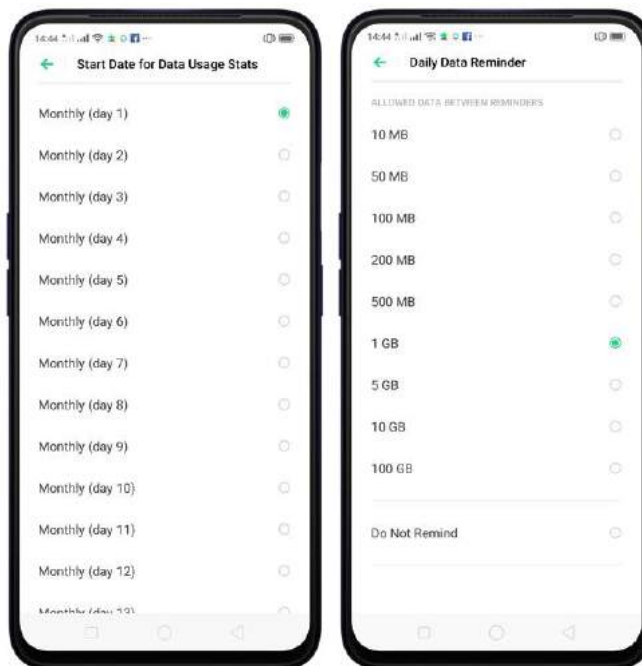 14:44
Start Date for Data Usage Stats
Monthly (day 1)
Monthly (day 2)
Monthly (day 3)
Monthly (day 4)
Monthly (day 5)
Monthly (day 6)
Monthly (day 7)
Monthly (day 8)
Monthly (day 9)
Monthly (day 10)
Monthly (day 11)
Monthly (day 12)
Monthly (day 13)
14:44
Daily Data Reminder
ALLOWED DATA BETWEEN REMINDERS
10 MB
50 MB
100 MB
200 MB
500 MB
1 GB
5 GB
10 GB
100 GB
Do Not Remind